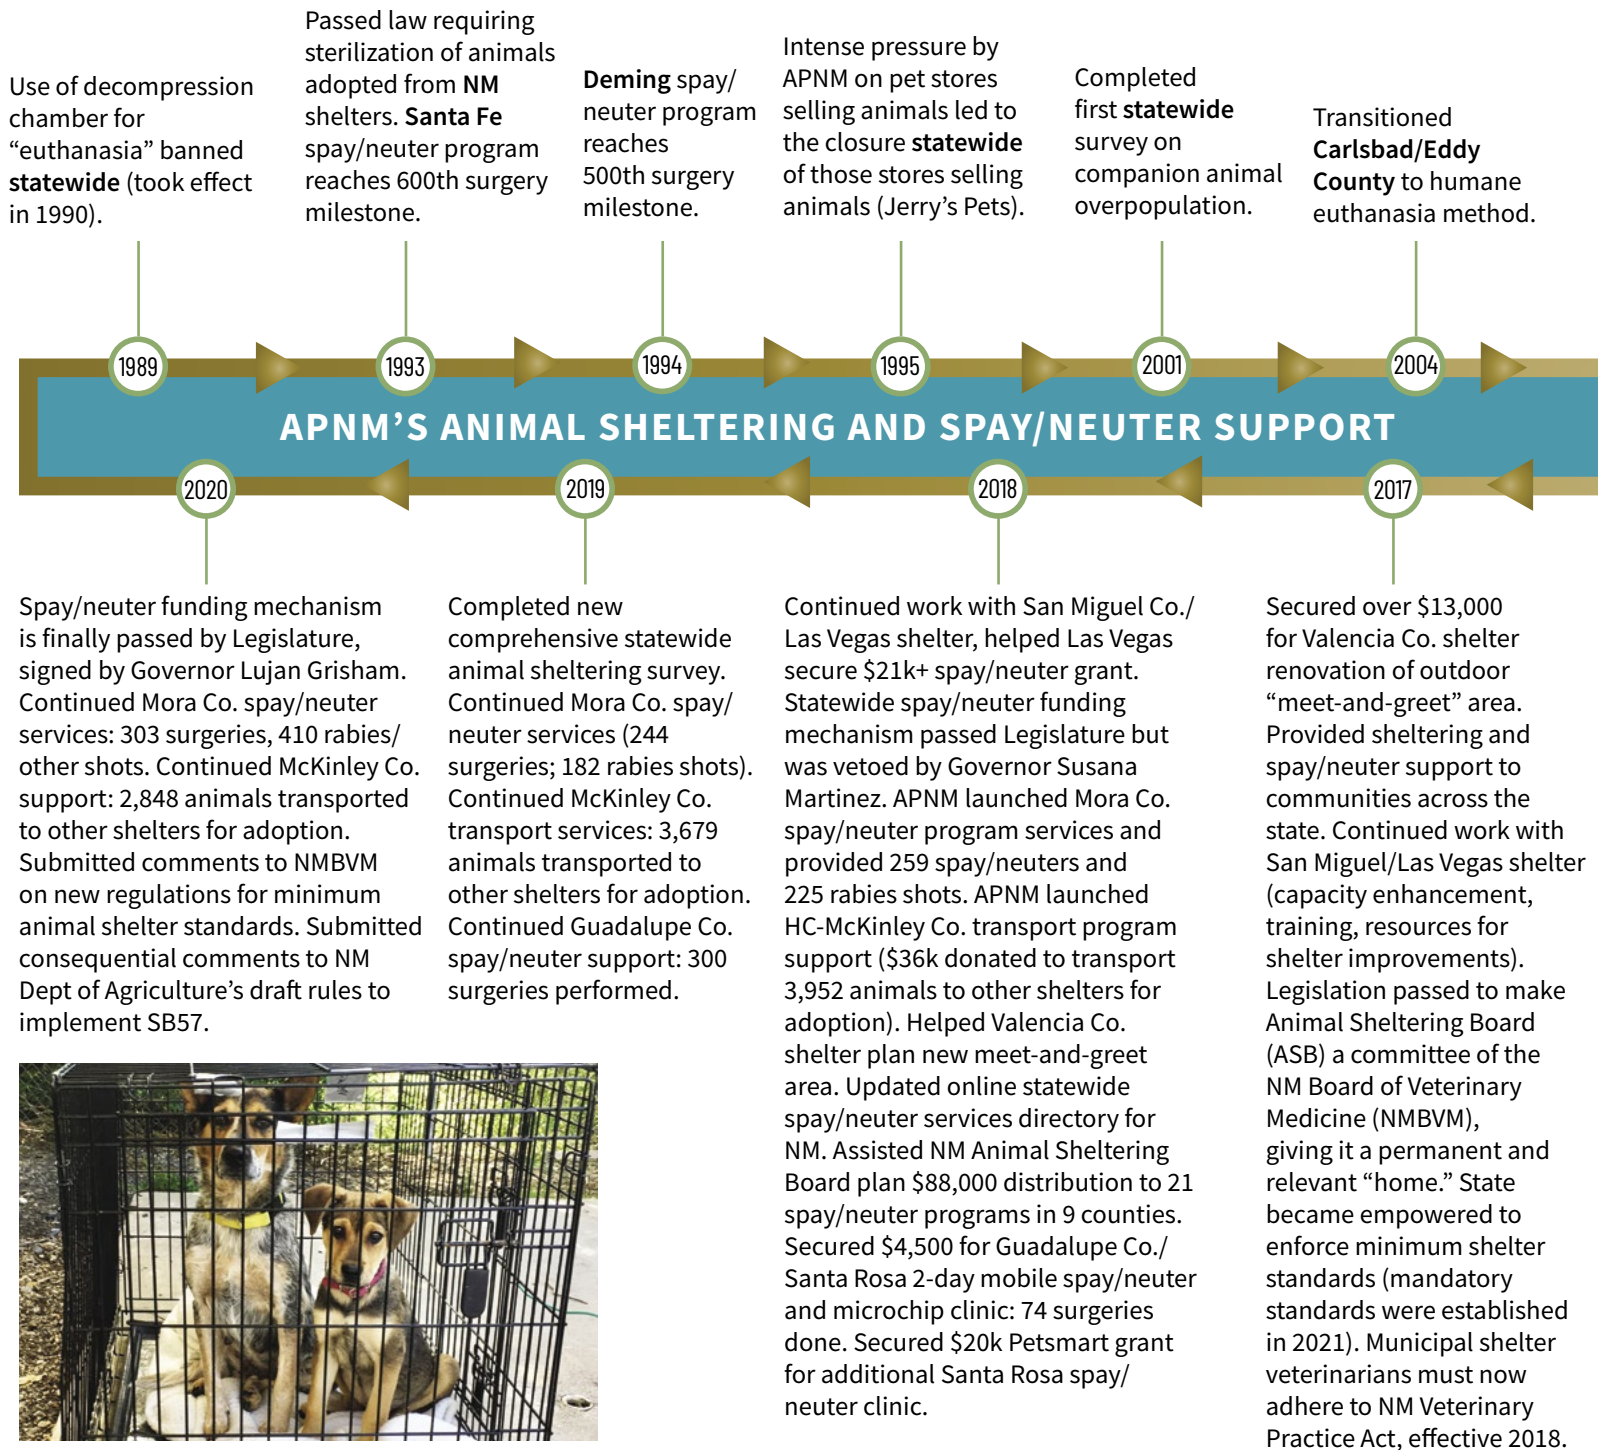 Use of decompression
chamber for
“euthanasia” banned
statewide (took effect
in 1990).
Passed law requiring
sterilization of animals
adopted from NM
shelters. Santa Fe
spay/neuter program
reaches 600th surgery
milestone.
Deming spay/
neuter program
reaches
500th surgery
milestone.
Intense pressure by
APNM on pet stores
selling animals led to
the closure statewide
of those stores selling
animals (Jerry’s Pets).
Completed
first statewide
survey on
companion animal
overpopulation.
Transitioned
Carlsbad/Eddy
County to humane
euthanasia method.
1989
1993
1994
1995
2001
2004
APNM’S ANIMAL SHELTERING AND SPAY/NEUTER SUPPORT
2020
2019
2018
2017
Spay/neuter funding mechanism
is finally passed by Legislature,
signed by Governor Lujan Grisham.
Continued Mora Co. spay/neuter
services: 303 surgeries, 410 rabies/
other shots. Continued McKinley Co.
support: 2,848 animals transported
to other shelters for adoption.
Submitted comments to NMBVM
on new regulations for minimum
animal shelter standards. Submitted
consequential comments to NM
Dept of Agriculture’s draft rules to
implement SB57.
Completed new
comprehensive statewide
animal sheltering survey.
Continued Mora Co. spay/
neuter services (244
surgeries; 182 rabies shots).
Continued McKinley Co.
transport services: 3,679
animals transported to
other shelters for adoption.
Continued Guadalupe Co.
spay/neuter support: 300
surgeries performed.
Continued work with San Miguel Co./
Las Vegas shelter, helped Las Vegas
secure $21k+ spay/neuter grant.
Statewide spay/neuter funding
mechanism passed Legislature but
was vetoed by Governor Susana
Martinez. APNM launched Mora Co.
spay/neuter program services and
provided 259 spay/neuters and
225 rabies shots. APNM launched
HC-McKinley Co. transport program
support ($36k donated to transport
3,952 animals to other shelters for
adoption). Helped Valencia Co.
shelter plan new meet-and-greet
area. Updated online statewide
spay/neuter services directory for
NM. Assisted NM Animal Sheltering
Board plan $88,000 distribution to 21
spay/neuter programs in 9 counties.
Secured $4,500 for Guadalupe Co./
Santa Rosa 2-day mobile spay/neuter
and microchip clinic: 74 surgeries
done. Secured $20k Petsmart grant
for additional Santa Rosa spay/
neuter clinic.
Secured over $13,000
for Valencia Co. shelter
renovation of outdoor
“meet-and-greet” area.
Provided sheltering and
spay/neuter support to
communities across the
state. Continued work with
San Miguel/Las Vegas shelter
(capacity enhancement,
training, resources for
shelter improvements).
Legislation passed to make
Animal Sheltering Board
(ASB) a committee of the
NM Board of Veterinary
Medicine (NMBVM),
giving it a permanent and
relevant “home.” State
became empowered to
enforce minimum shelter
standards (mandatory
standards were established
in 2021). Municipal shelter
veterinarians must now
adhere to NM Veterinary
Practice Act, effective 2018.